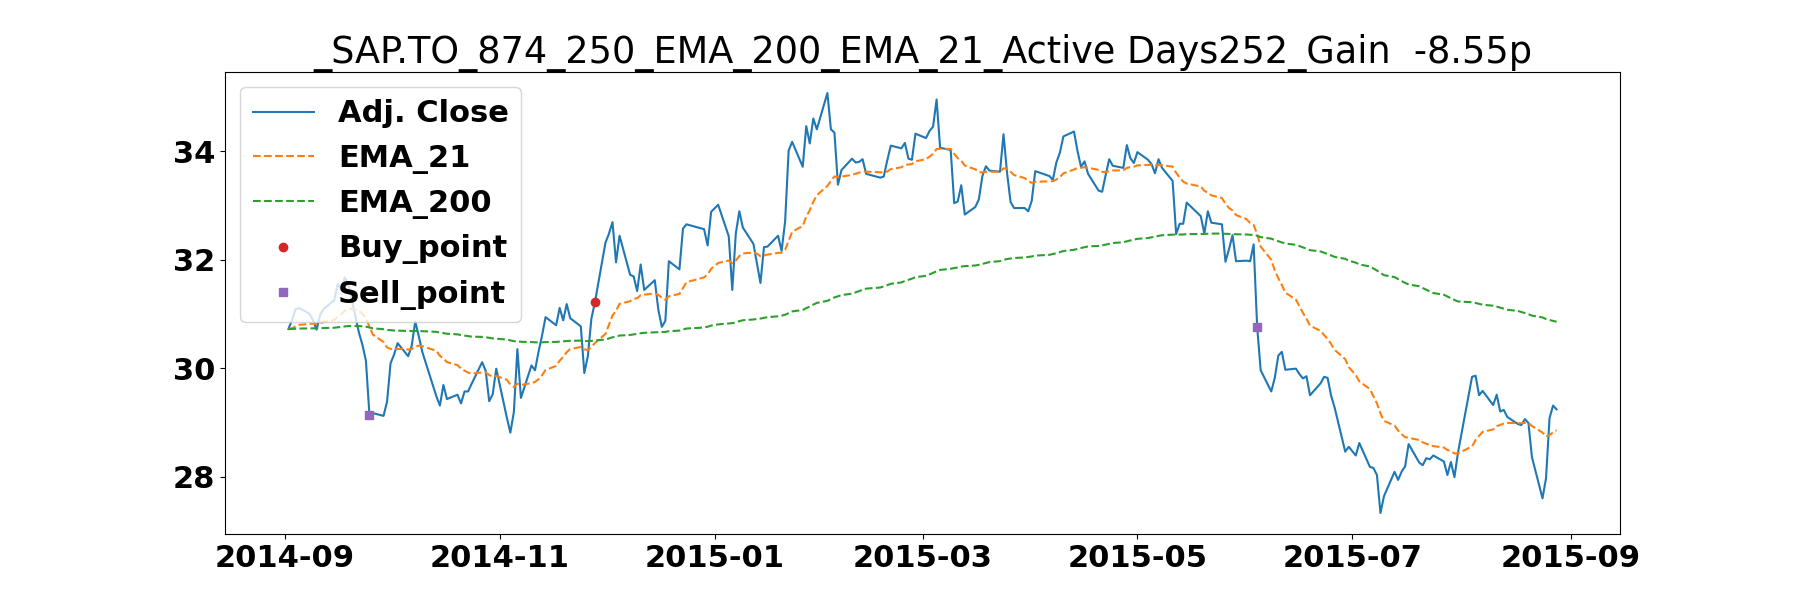 _SAP.TO_874_250_EMA_200_EMA_21_Active Days252_Gain  -8.55p
Adj. Close
EMA_21
EMA_200
Buy_point
Sell_point
34
32
30
28
2014-09 2014-11 2015-01 2015-03 2015-05 2015-07 2015-09